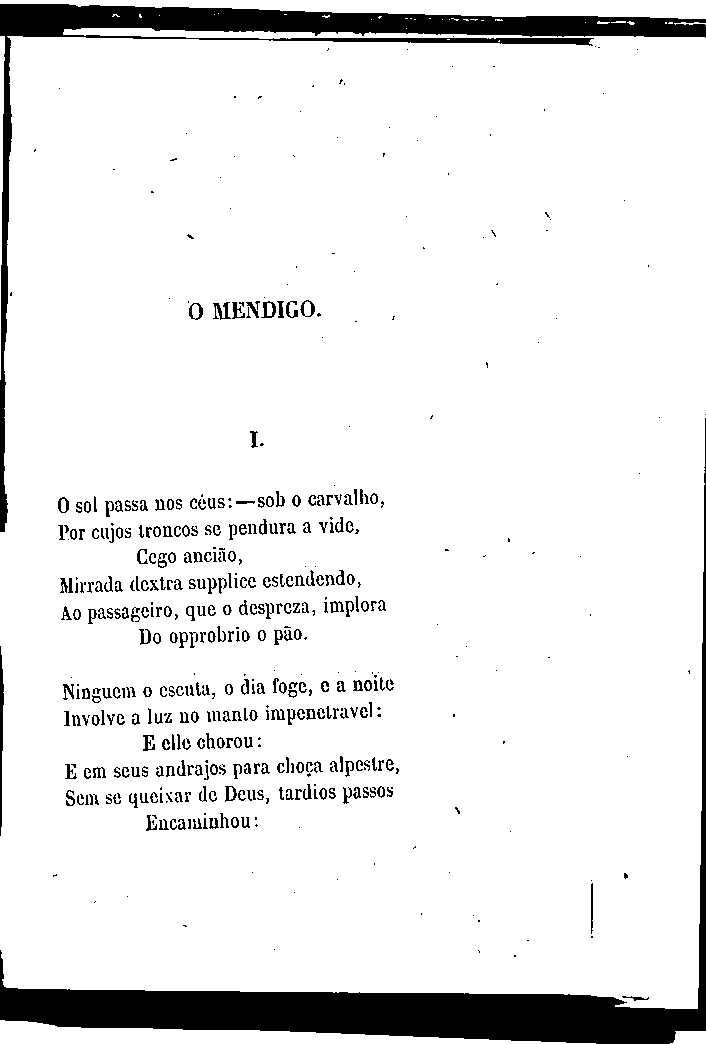 O MENDIGO.
I.
O sol passa nos céus:—sob o carvalho,
Por cujos troncos se pendura a vide,
Cego ancião,
Mirrada dextra supplice estendendo,
Ao passageiro, que o despreza, implora
Do opprobrio o pão.
Ninguem o escuta, o dia foge, e a noite
Involve a luz no manto impenetravel:
E elle chorou:
E em seus andrajos para choça alpestre,
Sem se queixar de Deus, tardios passos
Encaminhou: